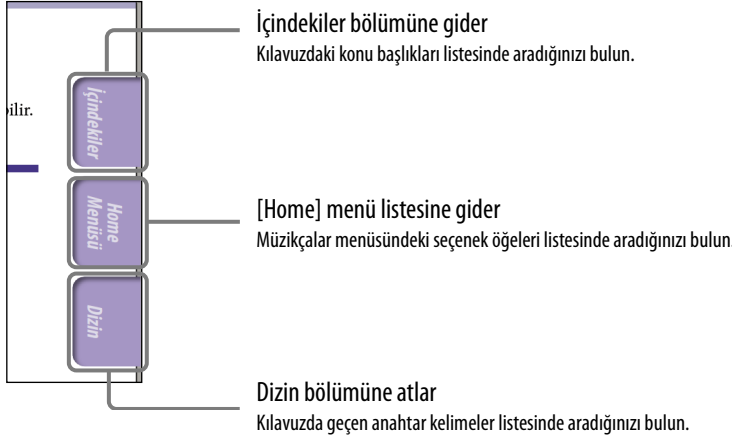 İçindekiler bölümüne gider
Kılavuzdaki konu başlıkları listesinde aradığınızı bulun.
bilir.
İçindekiler
[Home] menü listesine gider
Müzikçalar menüsündeki seçenek öğeleri listesinde aradığınızı bulun.
Home
Menüsü
Dizin
Dizin bölümüne atlar
Kılavuzda geçen anahtar kelimeler listesinde aradığınızı bulun.